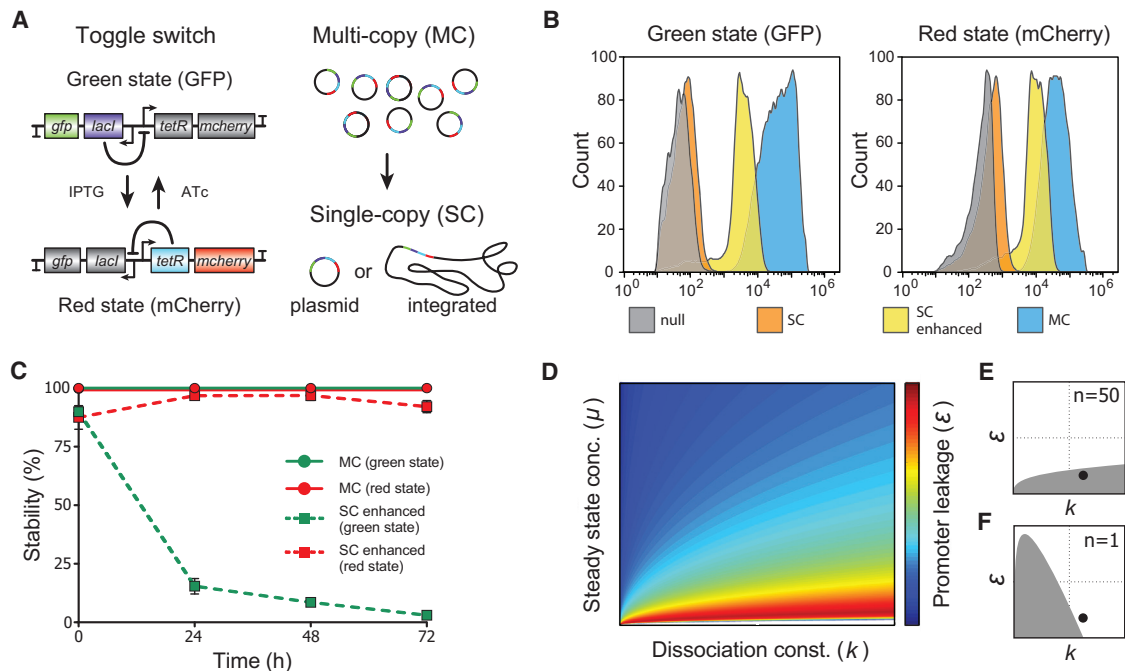 A
Toggle switch
Green state (GFP)
gfp
lacI
tetR
mcherry
IPTG
ATc
gfp
lacI
tetR
mcherry
Red state (mCherry)
Multi-copy (MC)
Single-copy (SC)
or
plasmid
integrated
B
Green state (GFP)
Count
100
80
60
40
20
0
10^0 10^2 10^4 10^6
Red state (mCherry)
Count
100
80
60
40
20
0
10^0 10^2 10^4 10^6
null
SC
SC
enhanced
MC
C
Stability (%)
100
75
50
25
0
0 24 48 72
Time (h)
MC (green state)
MC (red state)
SC enhanced
(green state)
SC enhanced
(red state)
D
Steady state conc. (μ)
Dissociation const. (k)
Promoter leakage (ε)
E
n=50
ε
k
F
n=1
ε
k